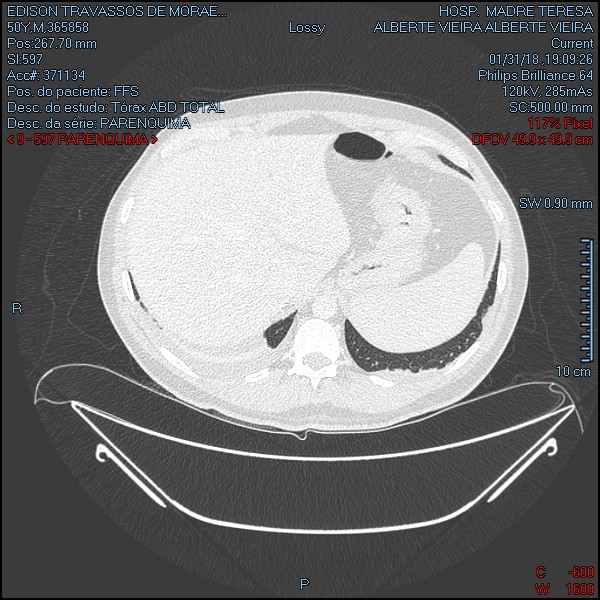 EDISON TRAVASSOS DE MORAE...
50Y,M,365858
Pos:267.70 mm
SI:597
Acc#: 371134
Pos. do paciente: FFS
Desc. do estudo: Tórax ABD TOTAL
Desc. da série: PARENQUIMA
< 9 - 597 PARENQUIMA >
Lossy
HOSP. MADRE TERESA
ALBERTE VIEIRA ALBERTE VIEIRA
Current
01/31/18 ,19:09:26
Philips Brilliance 64
120kV, 285mAs
SC:500.00 mm
117% Pixel
DFOV 49.9 x 49.9 cm
SW 0.90 mm
R
10 cm
P
C -600
W 1600